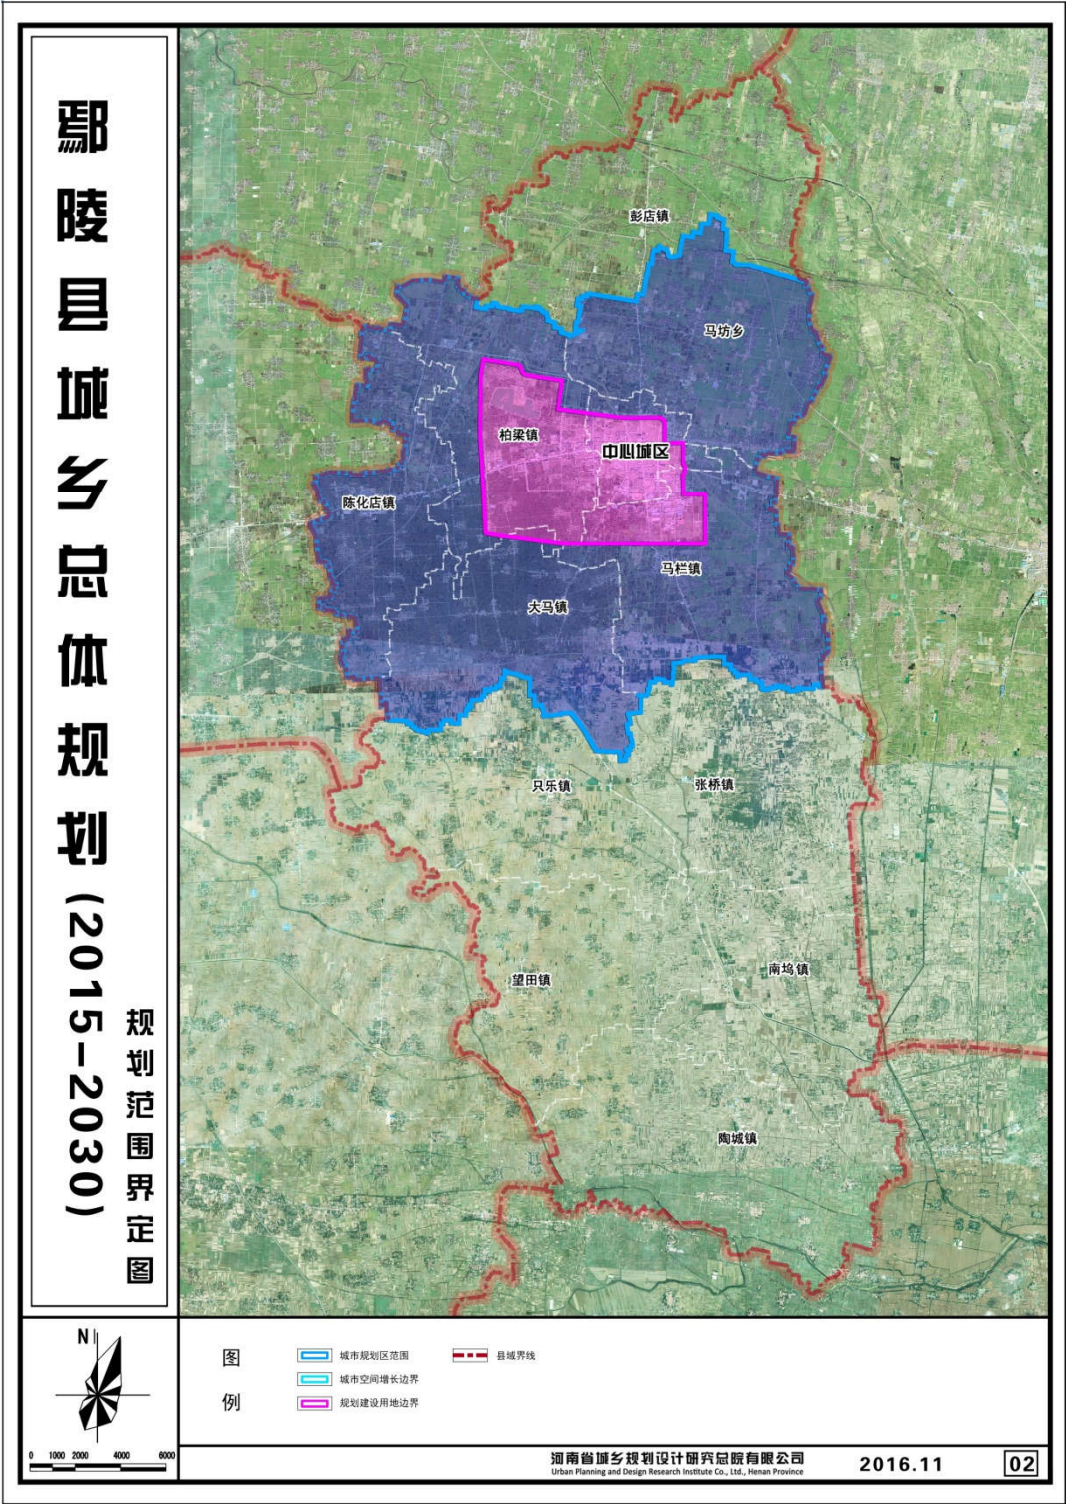 鄢陵县城乡总体规划(2015-2030)
规划范围界定图
彭店镇
马坊乡
柏梁镇
中心城区
陈化店镇
马栏镇
大马镇
只乐镇
张桥镇
望田镇
南坞镇
陶城镇
N
0 1000 2000 4000 6000
图例
城市规划区范围
县域界线
城市空间增长边界
规划建设用地边界
河南省城乡规划设计研究总院有限公司
Urban Planning and Design Research Institute Co., Ltd., Henan Province
2016.11
02